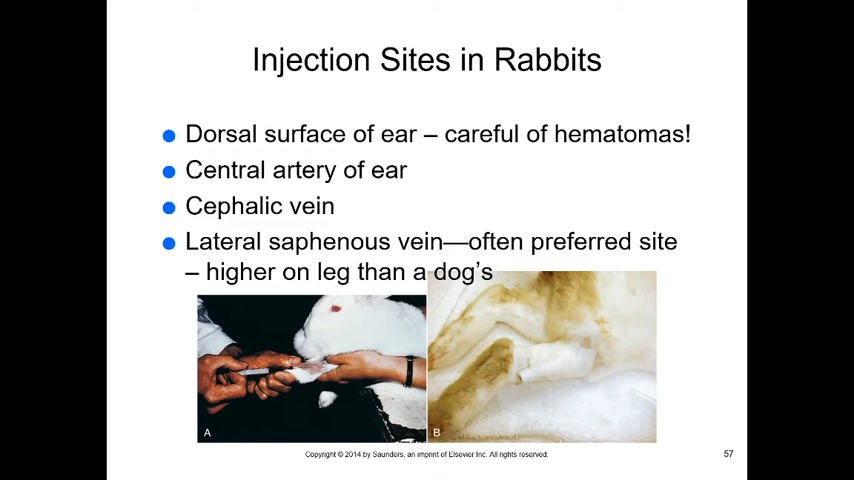 Injection Sites in Rabbits
Dorsal surface of ear – careful of hematomas!
Central artery of ear
Cephalic vein
Lateral saphenous vein—often preferred site
– higher on leg than a dog's
A
B
Copyright © 2014 by Saunders, an imprint of Elsevier Inc. All rights reserved.
57